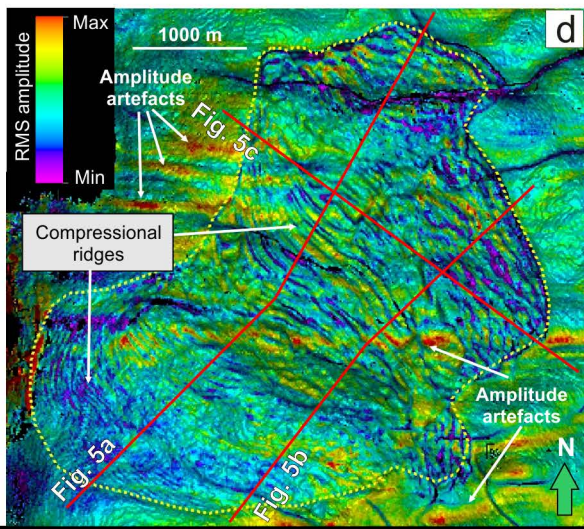 Max
RMS amplitude
Min
1000 m
d
Amplitude
artefacts
Fig. 5c
Compressional
ridges
Amplitude
artefacts
Fig. 5a
Fig. 5b
N